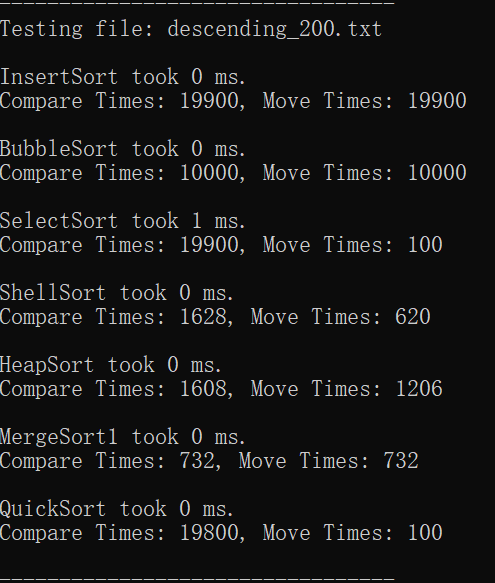 Testing file: descending_200.txt
InsertSort took 0 ms.
Compare Times: 19900, Move Times: 19900
BubbleSort took 0 ms.
Compare Times: 10000, Move Times: 10000
SelectSort took 1 ms.
Compare Times: 19900, Move Times: 100
ShellSort took 0 ms.
Compare Times: 1628, Move Times: 620
HeapSort took 0 ms.
Compare Times: 1608, Move Times: 1206
MergeSort1 took 0 ms.
Compare Times: 732, Move Times: 732
QuickSort took 0 ms.
Compare Times: 19800, Move Times: 100